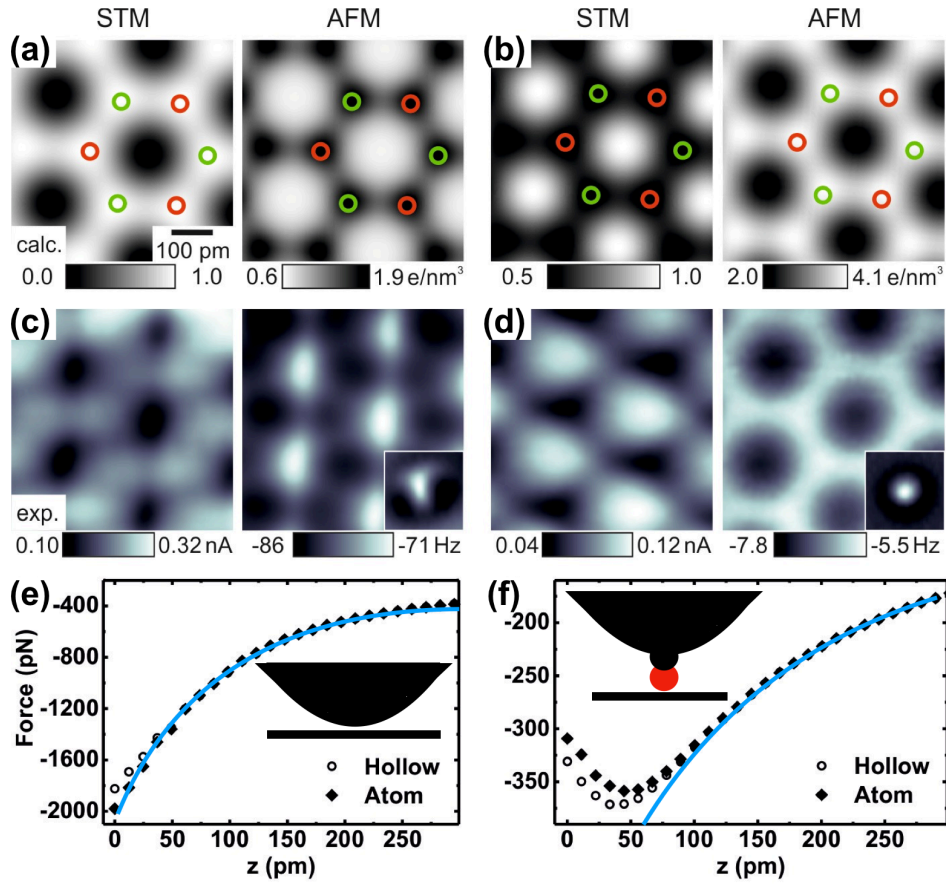 STM AFM STM AFM
(a) (b)
calc. 100 pm
0.0 1.0 0.6 1.9 e/nm³ 0.5 1.0 2.0 4.1 e/nm³
(c) (d)
exp.
0.10 0.32 nA -86 -71 Hz 0.04 0.12 nA -7.8 -5.5 Hz
(e) (f)
Force (pN)
-400
-800
-1200
-1600
-2000
Hollow
Atom
0 50 100 150 200 250
z (pm)
-200
-250
-300
-350
Hollow
Atom
0 50 100 150 200 250
z (pm)